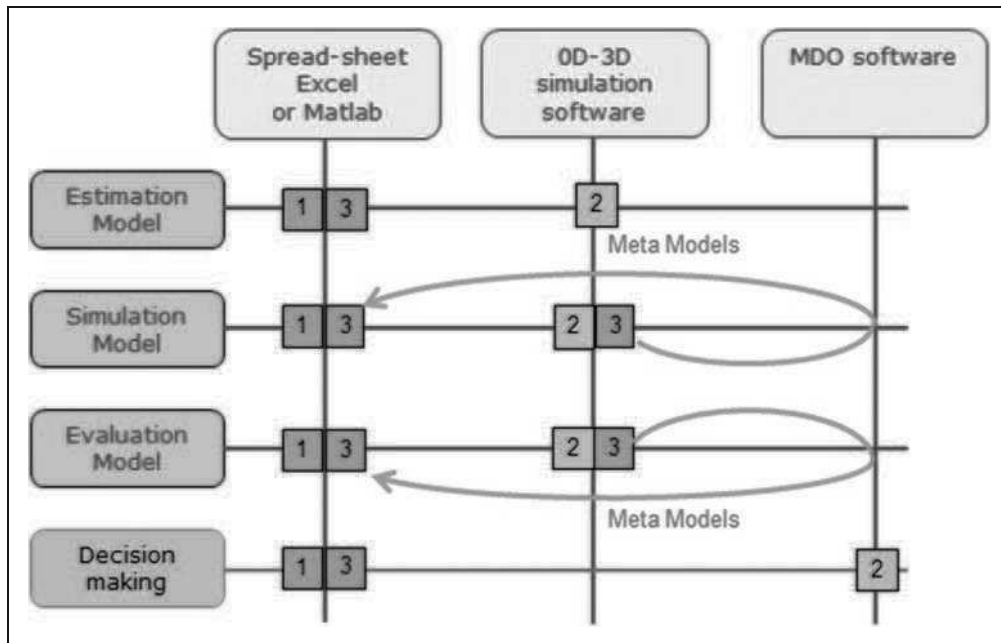 Spread-sheet
Excel
or Matlab
0D-3D
simulation
software
MDO software
Estimation
Model
1 3
2
Meta Models
Simulation
Model
1 3
2 3
Evaluation
Model
1 3
2 3
Meta Models
Decision
making
1 3
2